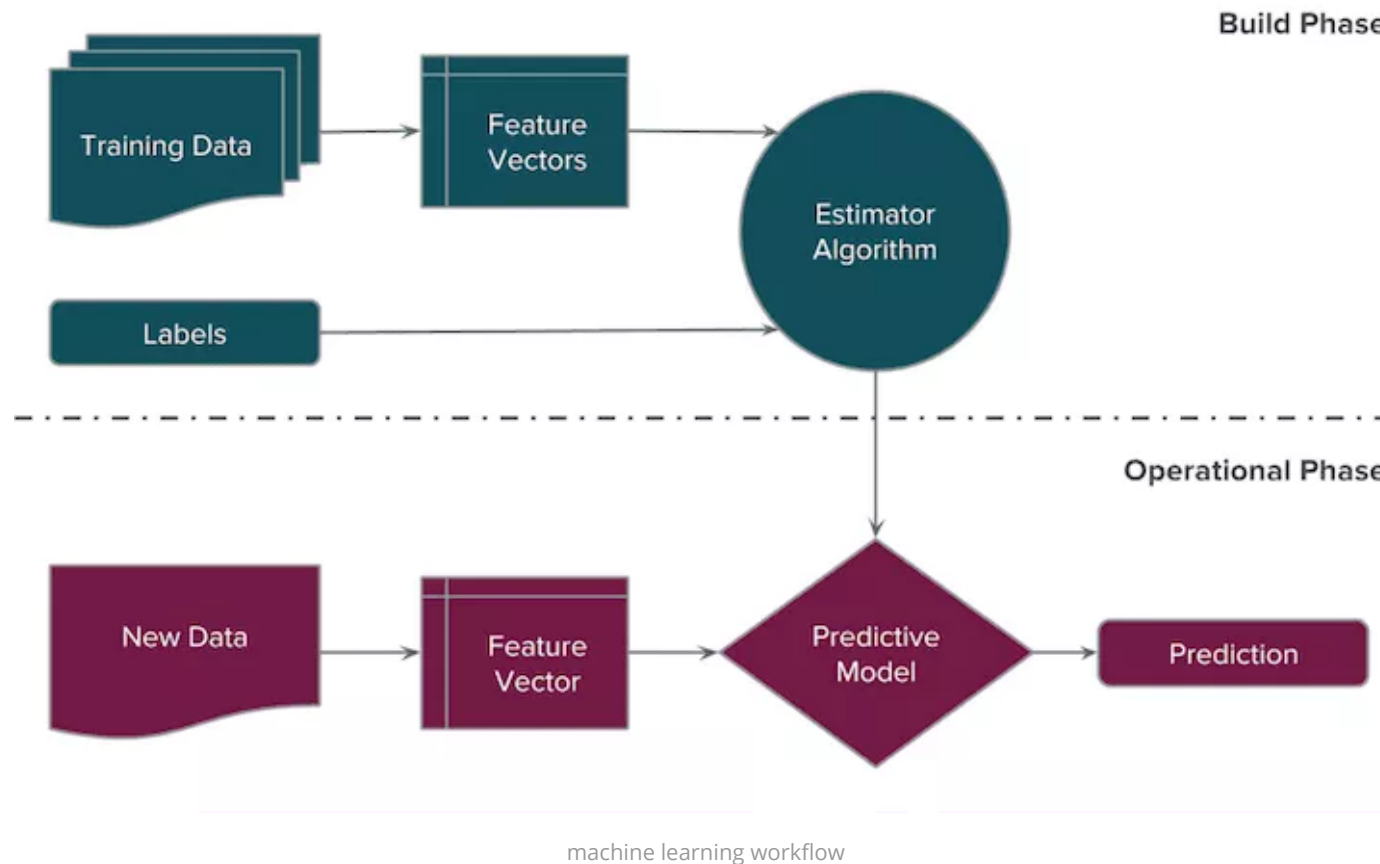 Build Phase
Training Data
Feature
Vectors
Estimator
Algorithm
Labels
Operational Phase
New Data
Feature
Vector
Predictive
Model
Prediction
machine learning workflow